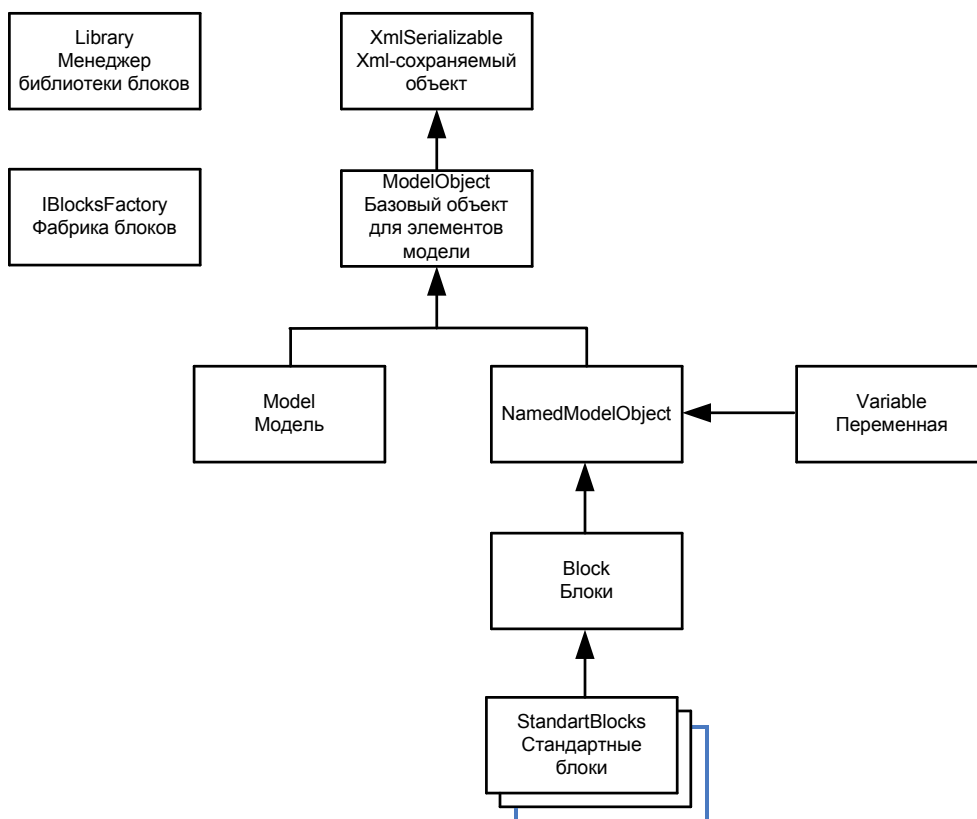 Library
Менеджер
библиотеки блоков
XmlSerializable
Xml-сохраняемый
объект
IBlocksFactory
Фабрика блоков
ModelObject
Базовый объект
для элементов
модели
Model
Модель
NamedModelObject
Variable
Переменная
Block
Блоки
StandartBlocks
Стандартные
блоки